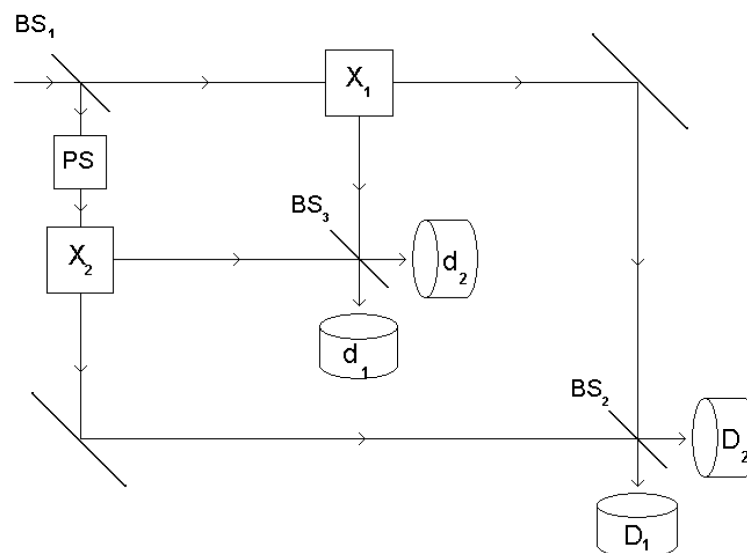 BS₁
X₁
PS
BS₃
X₂
d₂
d₁
BS₂
D₂
D₁